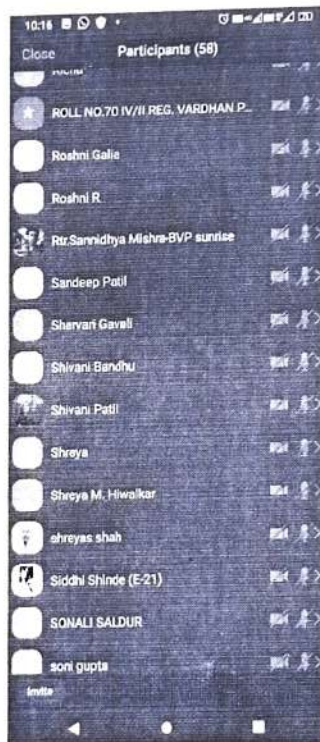 10:16
Close Participants (58)
Richa
ROLL NO.70 IV/II REG. VARDHAN P...
Roshni Galie
Roshni R
Rtr.Sannidhya Mishra-BVP sunrise
Sandeep Patil
Sharvari Gavali
Shivani Bandhu
Shivani Patil
Shreya
Shreya M. Hiwalkar
shreyas shah
Siddhi Shinde (E-21)
SONALI SALDUR
soni gupta
Invite